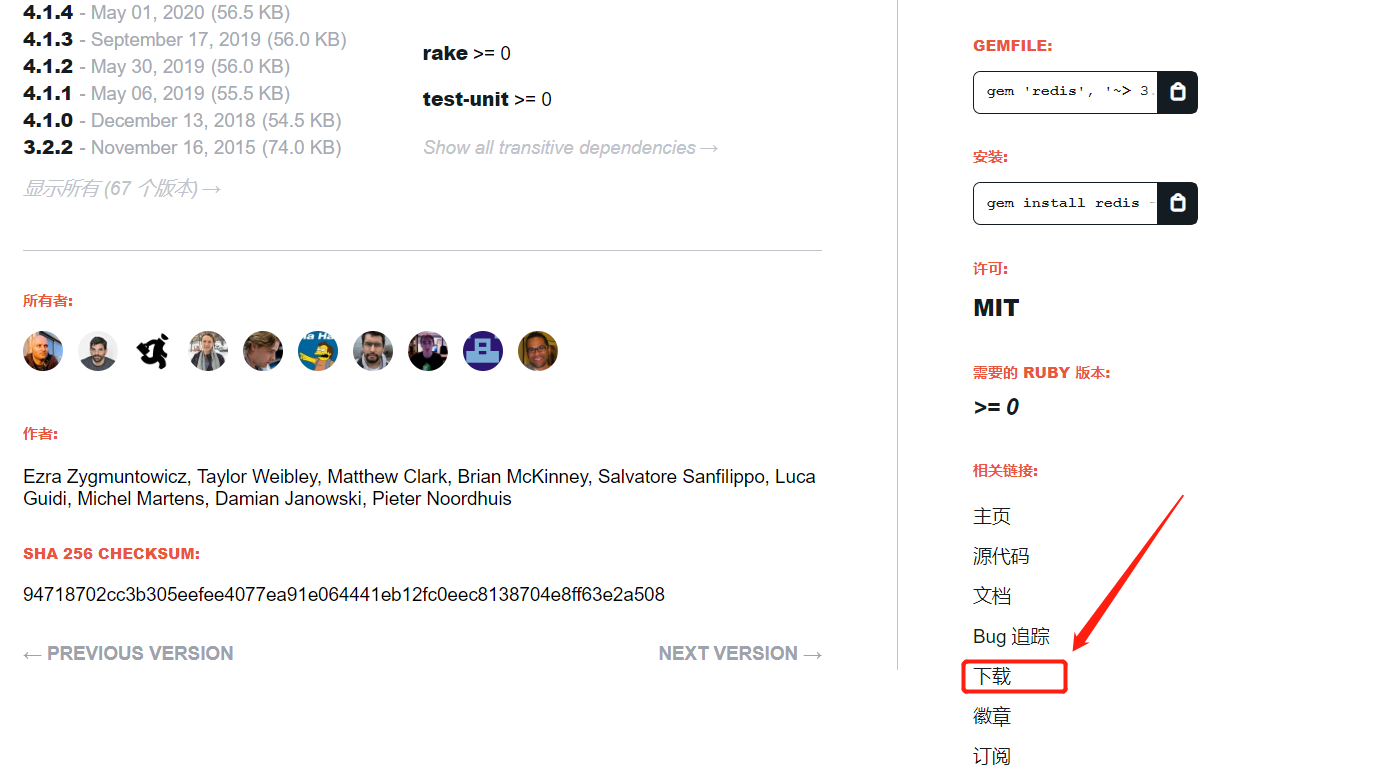 4.1.4 - May 01, 2020 (56.5 KB)
4.1.3 - September 17, 2019 (56.0 KB)
4.1.2 - May 30, 2019 (56.0 KB)
4.1.1 - May 06, 2019 (55.5 KB)
4.1.0 - December 13, 2018 (54.5 KB)
3.2.2 - November 16, 2015 (74.0 KB)
显示所有 (67 个版本) →
rake >= 0
test-unit >= 0
Show all transitive dependencies →
所有者:
作者:
Ezra Zygmuntowicz, Taylor Weibley, Matthew Clark, Brian McKinney, Salvatore Sanfilippo, Luca
Guidi, Michel Martens, Damian Janowski, Pieter Noordhuis
SHA 256 CHECKSUM:
94718702cc3b305eefee4077ea91e064441eb12fc0eec8138704e8ff63e2a508
← PREVIOUS VERSION
NEXT VERSION →
GEMFILE:
gem 'redis', '~> 3.
安装:
gem install redis -
许可:
MIT
需要的 RUBY 版本:
>= 0
相关链接:
主页
源代码
文档
Bug 追踪
下载
徽章
订阅